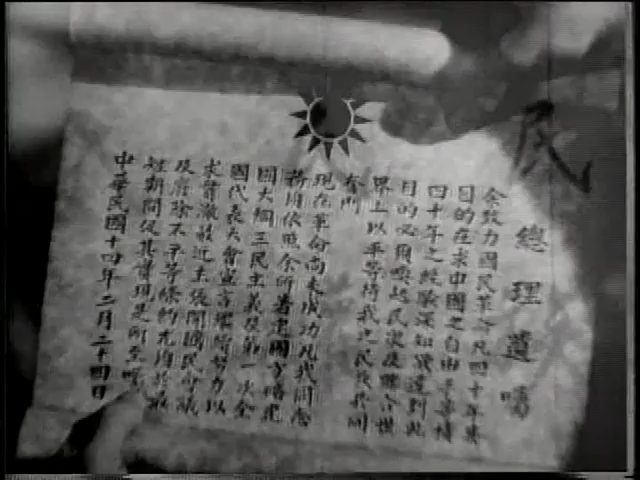 民
總理遺囑
余致力國民革命凡四十年其
目的在求中國之自由平等積
四十年之經驗深知欲達到此
目的必須喚起民眾及聯合世
界上以平等待我之民族共同
奮鬥
現在革命尚未成功凡我同志
務須依照余所著建國方略建
國大綱三民主義及第一次全
國代表大會宣言繼續努力以
求貫澈最近主張開國民會議
及廢除不平等條約尤須於最
短期間促其實現是所至囑
中華民國十四年二月二十四日